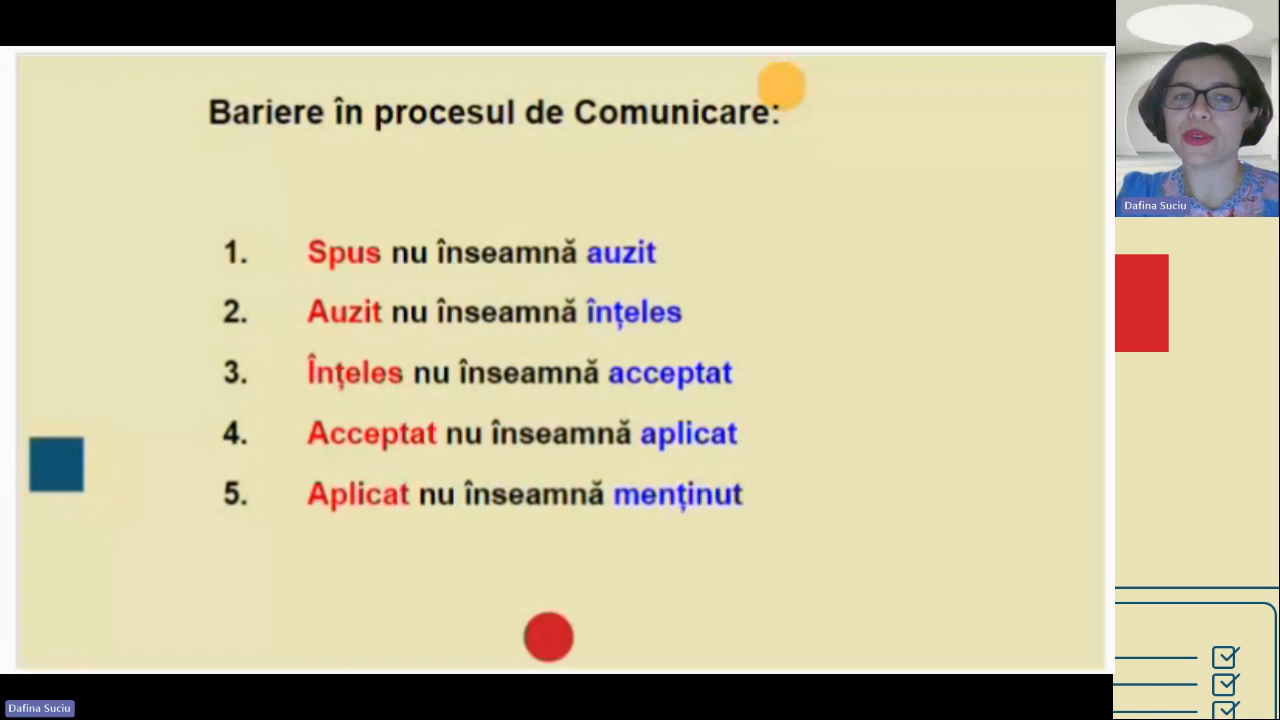 Bariere în procesul de Comunicare:
1. Spus nu înseamnă auzit
2. Auzit nu înseamnă înțeles
3. Înțeles nu înseamnă acceptat
4. Acceptat nu înseamnă aplicat
5. Aplicat nu înseamnă menținut
Dafina Suciu
Dafina Suciu